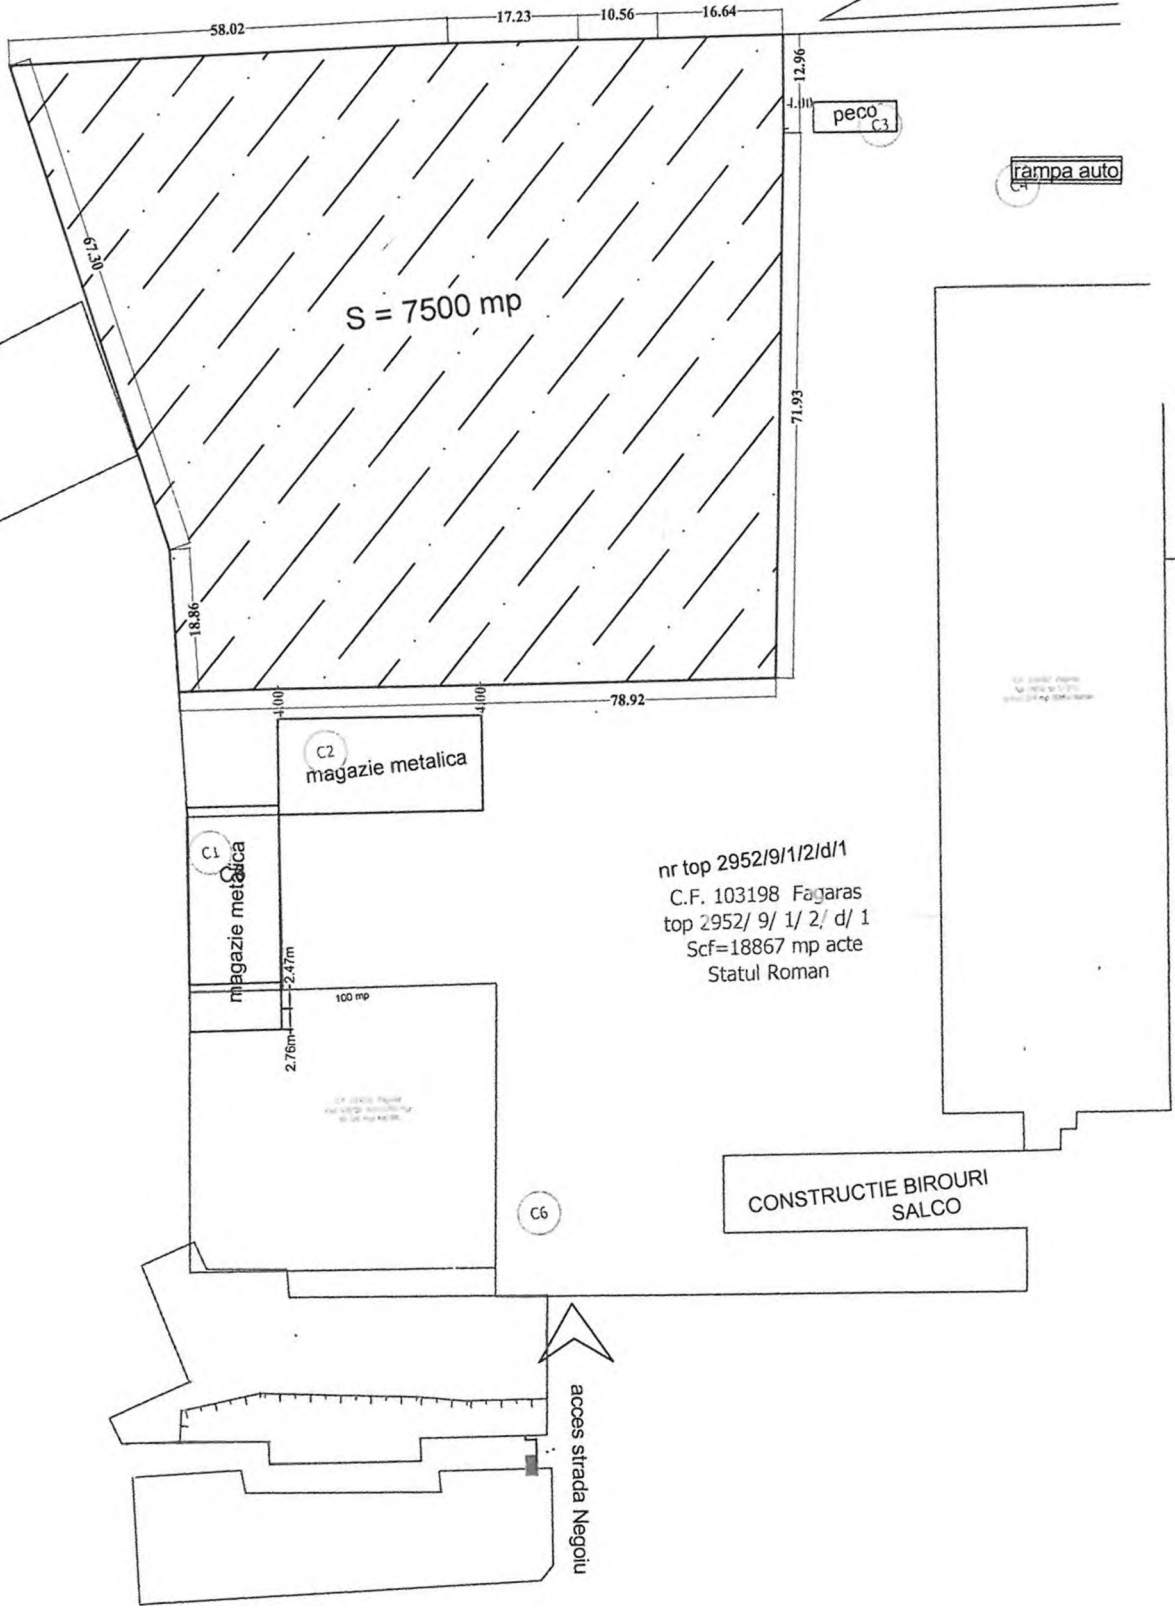 58.02
17.23
10.56
16.64
12.96
4.00
peco
C3
rampa auto
C4
67.30
S = 7500 mp
71.93
18.86
4.00
4.00
78.92
C2
magazie metalica
C1
magazie metalica
2.47m
2.76m
100 mp
nr top 2952/9/1/2/d/1
C.F. 103198 Fagaras
top 2952/ 9/ 1/ 2/ d/ 1
Scf=18867 mp acte
Statul Roman
C6
CONSTRUCTIE BIROURI
SALCO
acces strada Negoiu